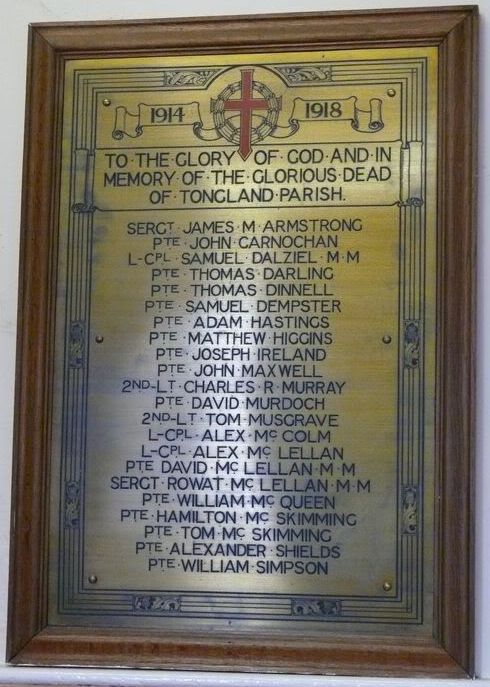 1914 1918
TO·THE·GLORY OF·GOD·AND·IN
MEMORY·OF·THE·GLORIOUS·DEAD
OF·TONGLAND·PARISH.
SERGT·JAMES·M·ARMSTRONG
PTE·JOHN·CARNOCHAN
L-CPL·SAMUEL·DALZIEL·M·M
PTE·THOMAS·DARLING
PTE·THOMAS·DINNELL
PTE·SAMUEL·DEMPSTER
PTE·ADAM·HASTINGS
PTE·MATTHEW·HIGGINS
PTE·JOSEPH·IRELAND
PTE·JOHN·MAXWELL
2ND-LT·CHARLES·R·MURRAY
PTE·DAVID·MURDOCH
2ND-LT·TOM·MUSGRAVE
L-CPL·ALEX·MC COLM
L-CPL·ALEX·MC LELLAN
PTE DAVID·MC LELLAN·M·M
SERGT·ROWAT·MC LELLAN·M·M
PTE·WILLIAM·MC QUEEN
PTE·HAMILTON·MC SKIMMING
PTE·TOM·MC SKIMMING
PTE·ALEXANDER·SHIELDS
PTE·WILLIAM·SIMPSON